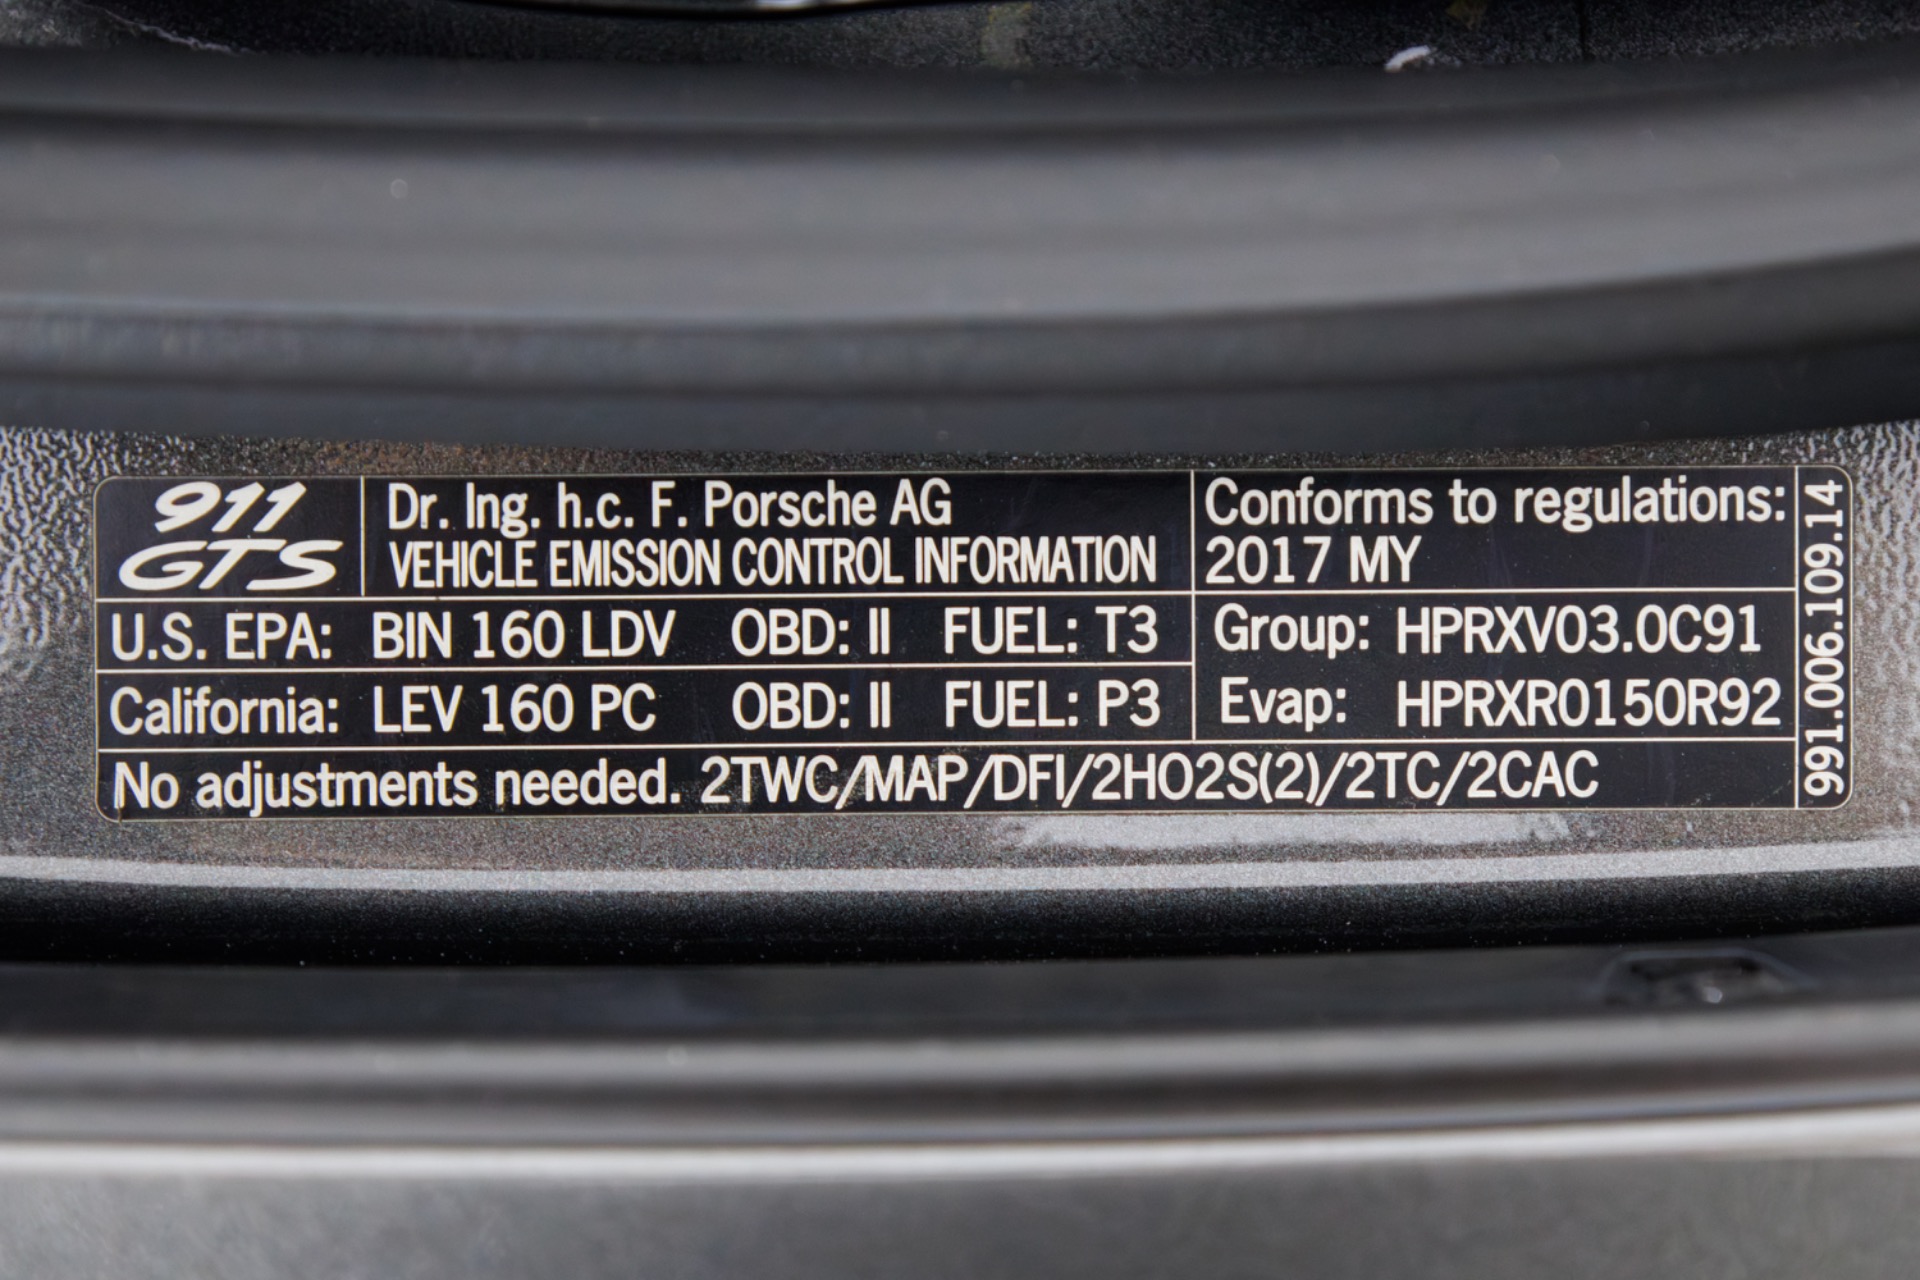 911
GTS
Dr. Ing. h.c. F. Porsche AG
VEHICLE EMISSION CONTROL INFORMATION
Conforms to regulations:
2017 MY
U.S. EPA: BIN 160 LDV OBD: II FUEL: T3
California: LEV 160 PC OBD: II FUEL: P3
Group: HPRXV03.0C91
Evap: HPRXR0150R92
No adjustments needed. 2TWC/MAP/DFI/2HO2S(2)/2TC/2CAC
991.006.109.14